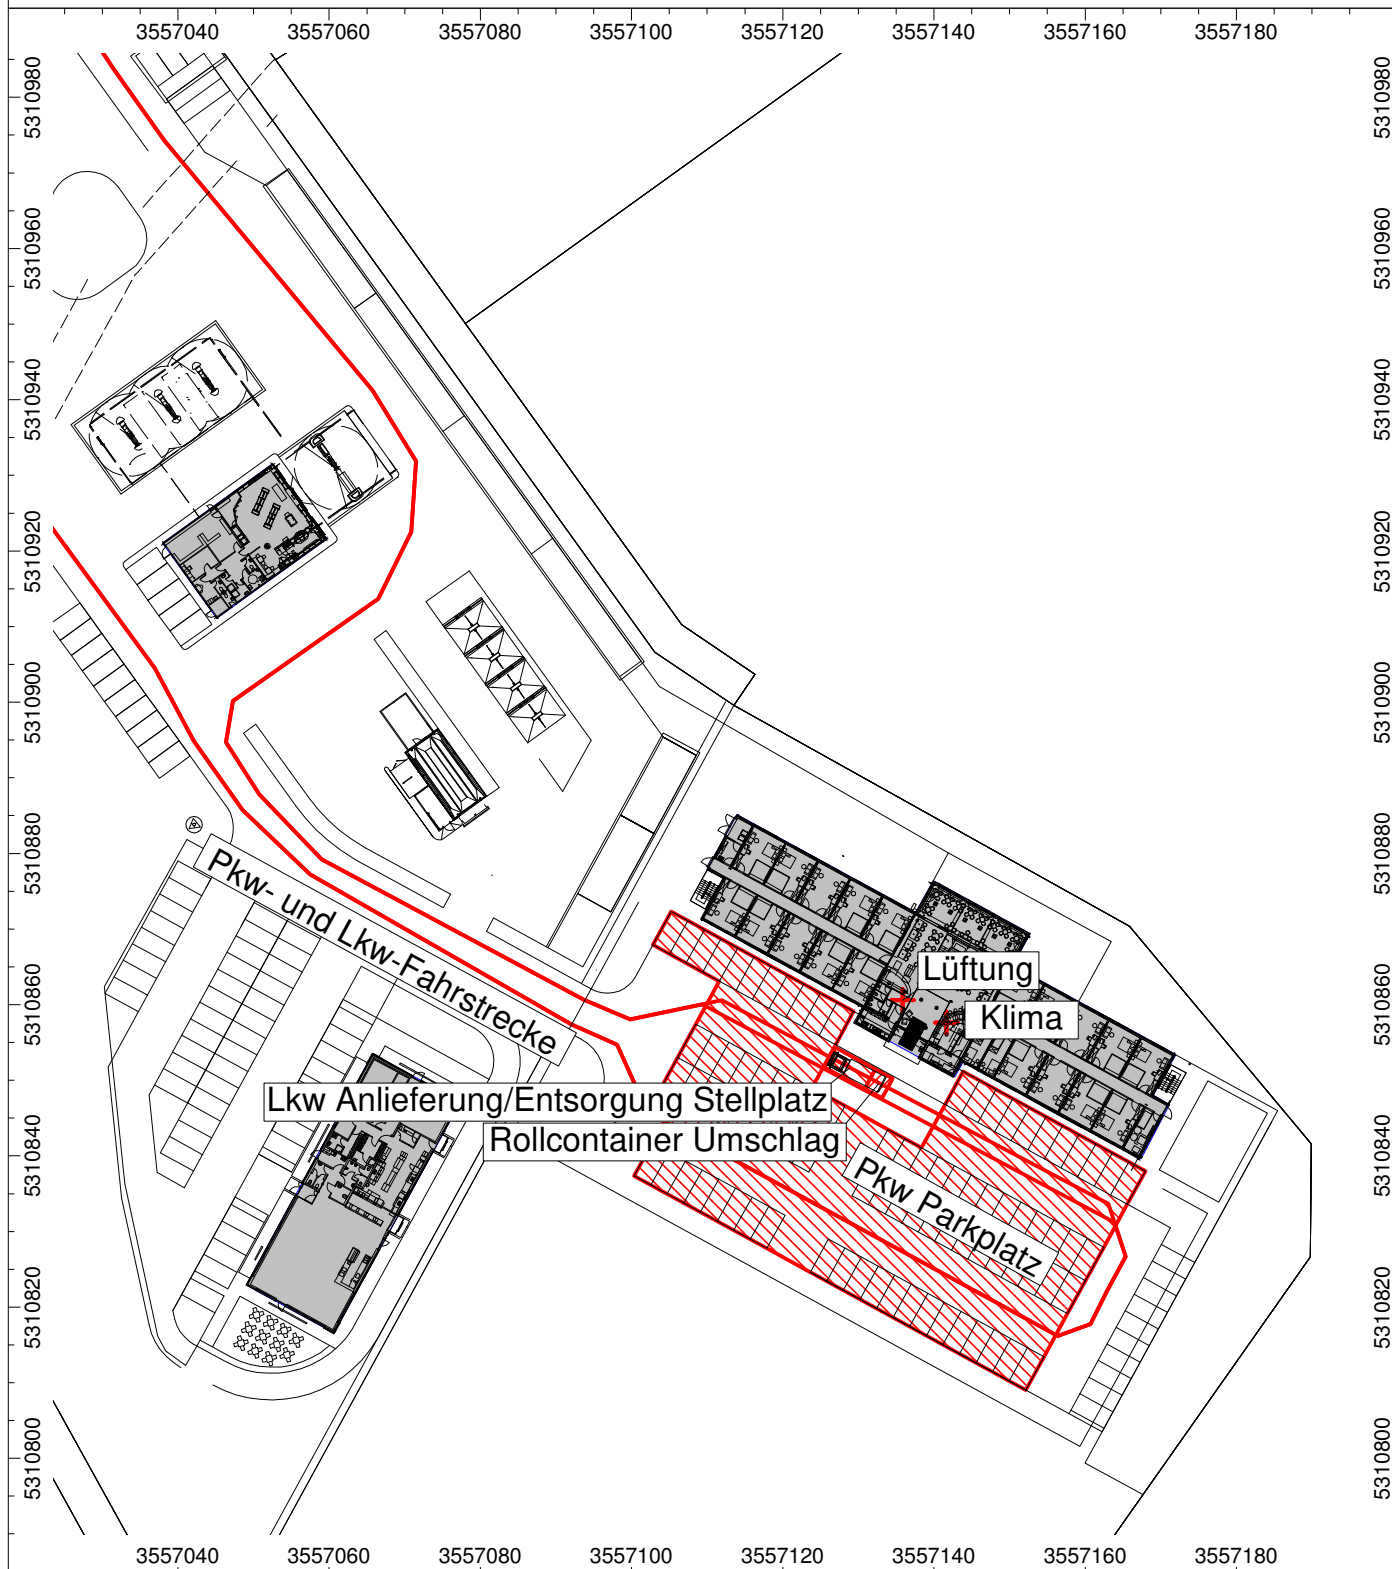 3557040 3557060 3557080 3557100 3557120 3557140 3557160 3557180
5310980 5310980
5310960 5310960
5310940 5310940
5310920 5310920
5310900 5310900
5310880 5310880
Pkw- und Lkw-Fahrstrecke
Lüftung
5310860 5310860
Klima
Lkw Anlieferung/Entsorgung Stellplatz
Rollcontainer Umschlag
5310840 5310840
Pkw Parkplatz
5310820 5310820
5310800 5310800
3557040 3557060 3557080 3557100 3557120 3557140 3557160 3557180